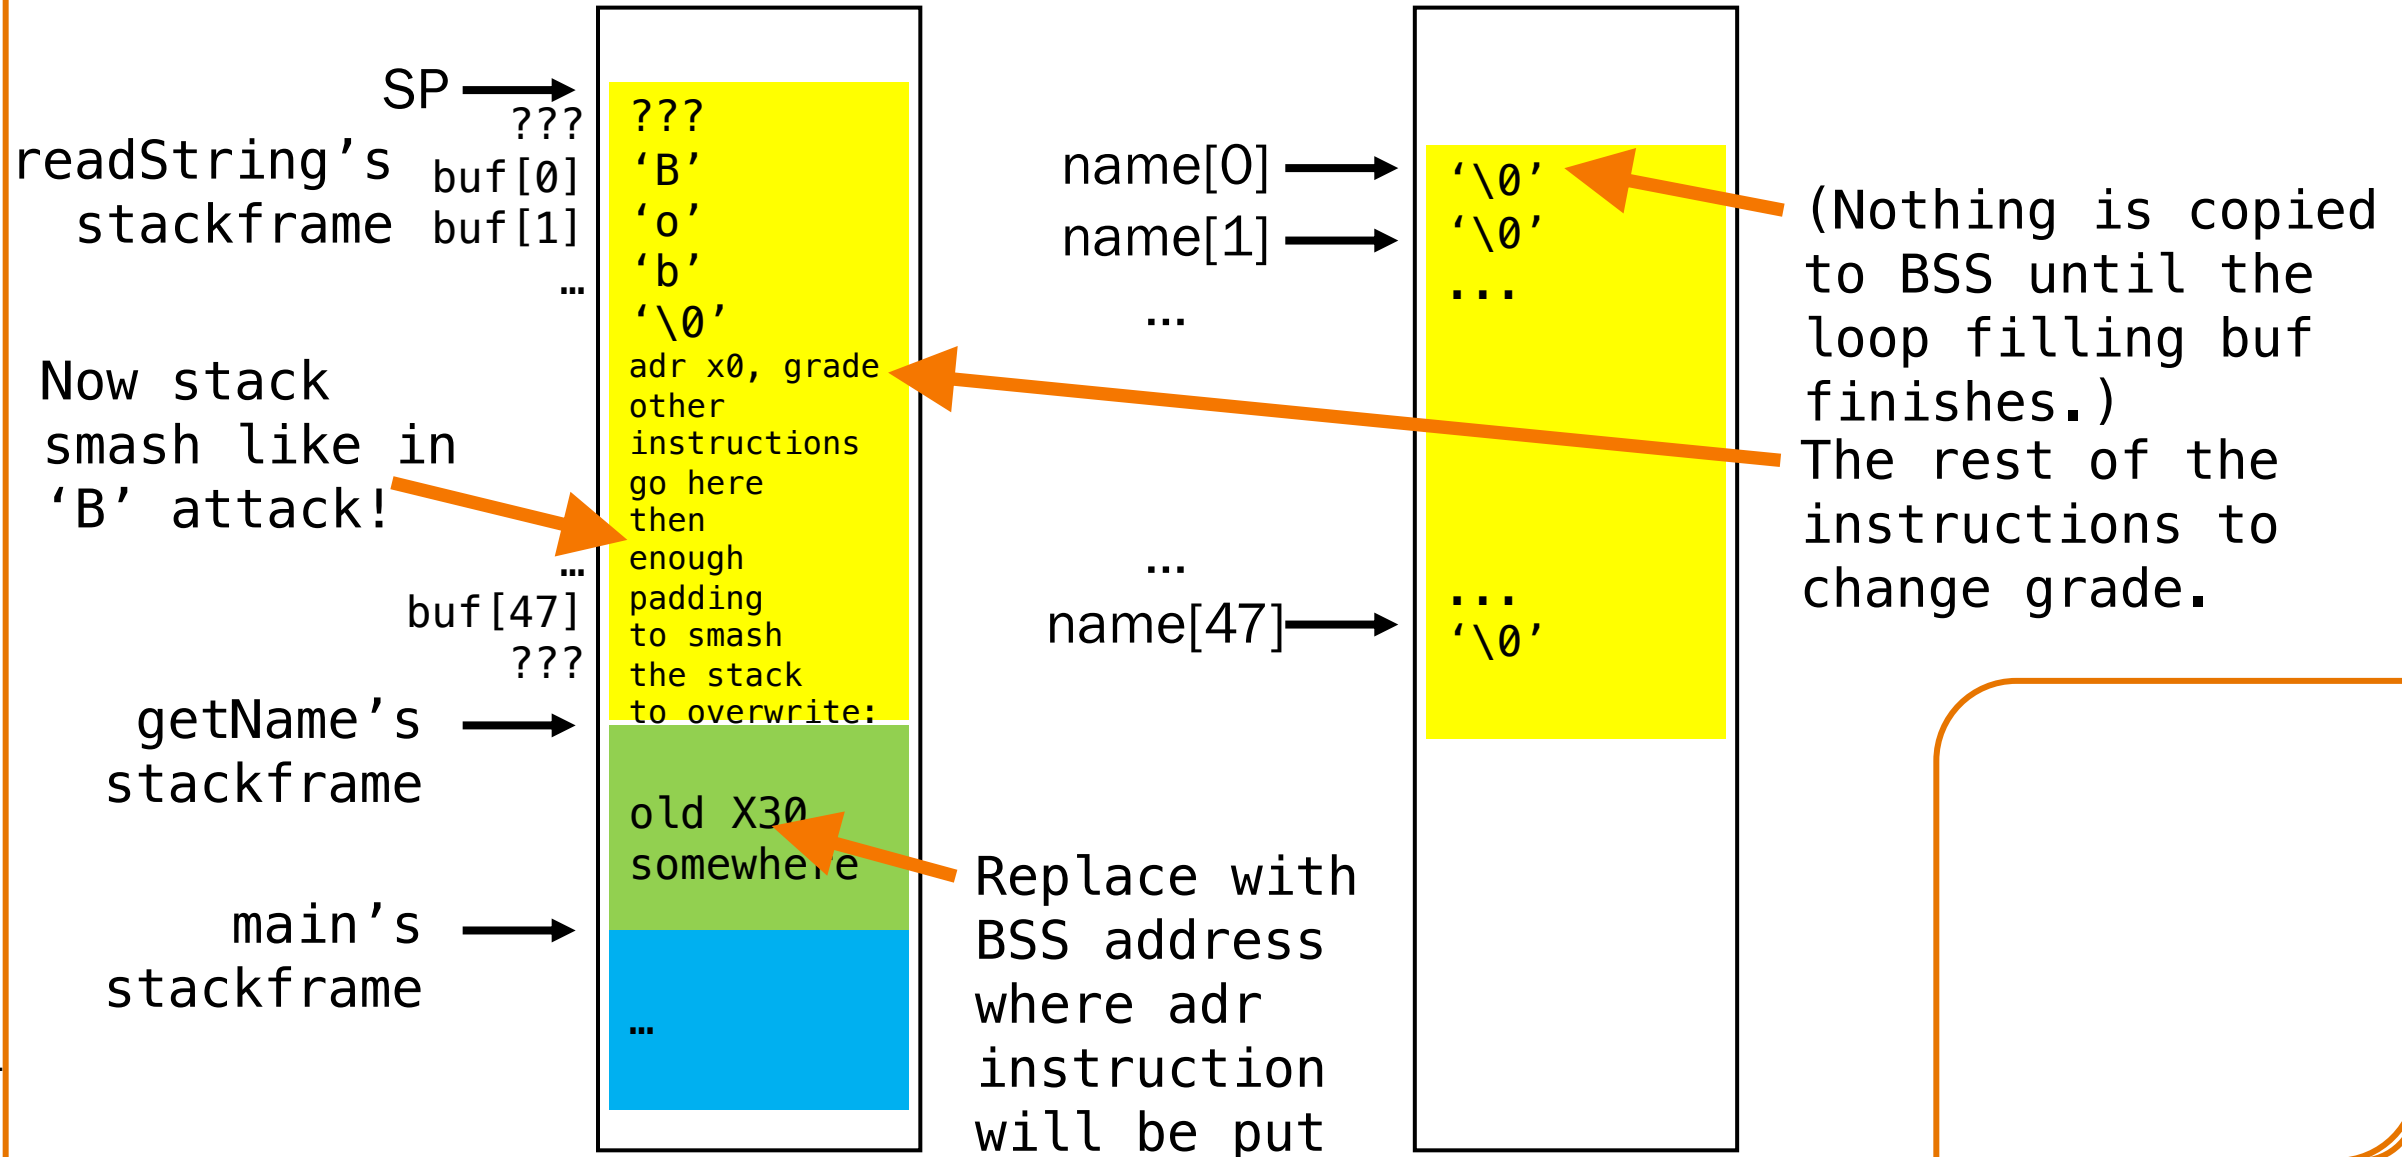 SP
???
readString’s
stackframe
buf[0]
buf[1]
…
Now stack
smash like in
‘B’ attack!
…
buf[47]
???
getName’s
stackframe
main’s
stackframe
???
‘B’
‘o’
‘b’
‘\0’
adr x0, grade
other
instructions
go here
then
enough
padding
to smash
the stack
to overwrite:
old X30
somewhere
…
name[0]
name[1]
…
…
name[47]
‘\0’
‘\0’
...
...
‘\0’
(Nothing is copied
to BSS until the
loop filling buf
finishes.)
The rest of the
instructions to
change grade.
Replace with
BSS address
where adr
instruction
will be put